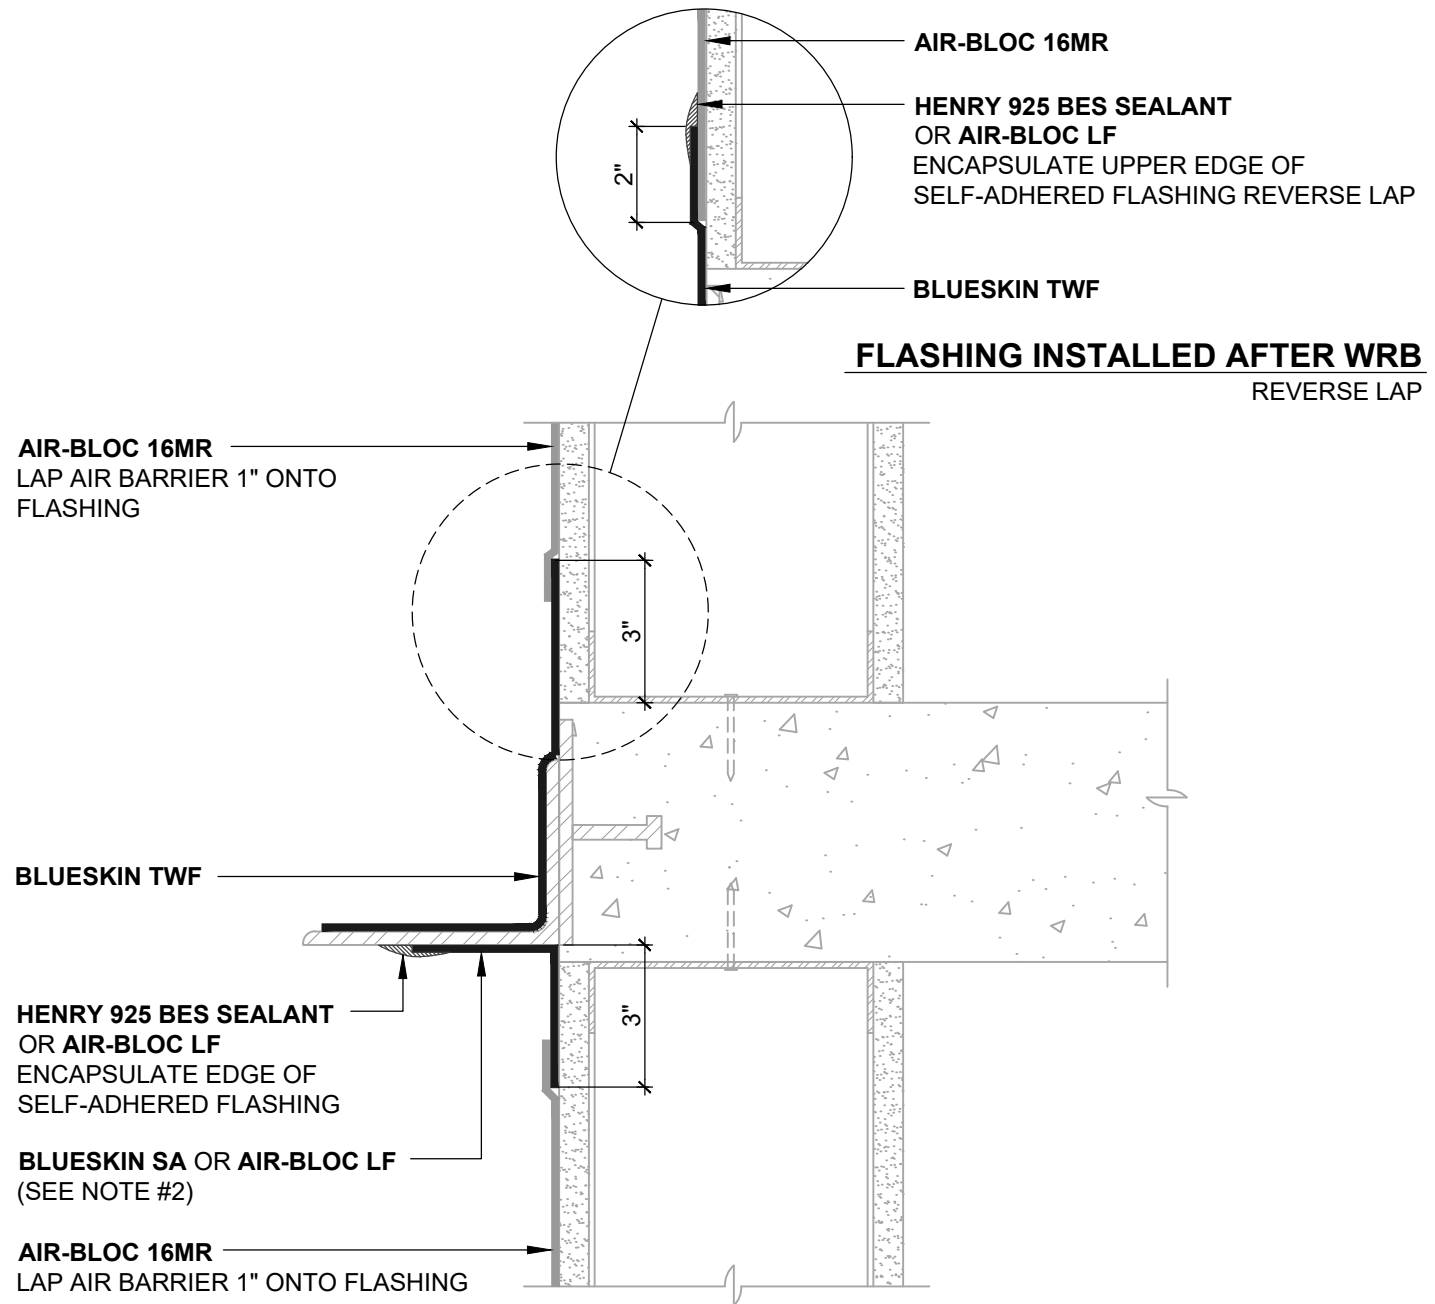 AIR-BLOC 16MR
HENRY 925 BES SEALANT
OR AIR-BLOC LF
ENCAPSULATE UPPER EDGE OF
SELF-ADHERED FLASHING REVERSE LAP
2"
BLUESKIN TWF
FLASHING INSTALLED AFTER WRB
REVERSE LAP
AIR-BLOC 16MR
LAP AIR BARRIER 1" ONTO
FLASHING
3"
BLUESKIN TWF
HENRY 925 BES SEALANT
OR AIR-BLOC LF
ENCAPSULATE EDGE OF
SELF-ADHERED FLASHING
3"
BLUESKIN SA OR AIR-BLOC LF
(SEE NOTE #2)
AIR-BLOC 16MR
LAP AIR BARRIER 1" ONTO FLASHING